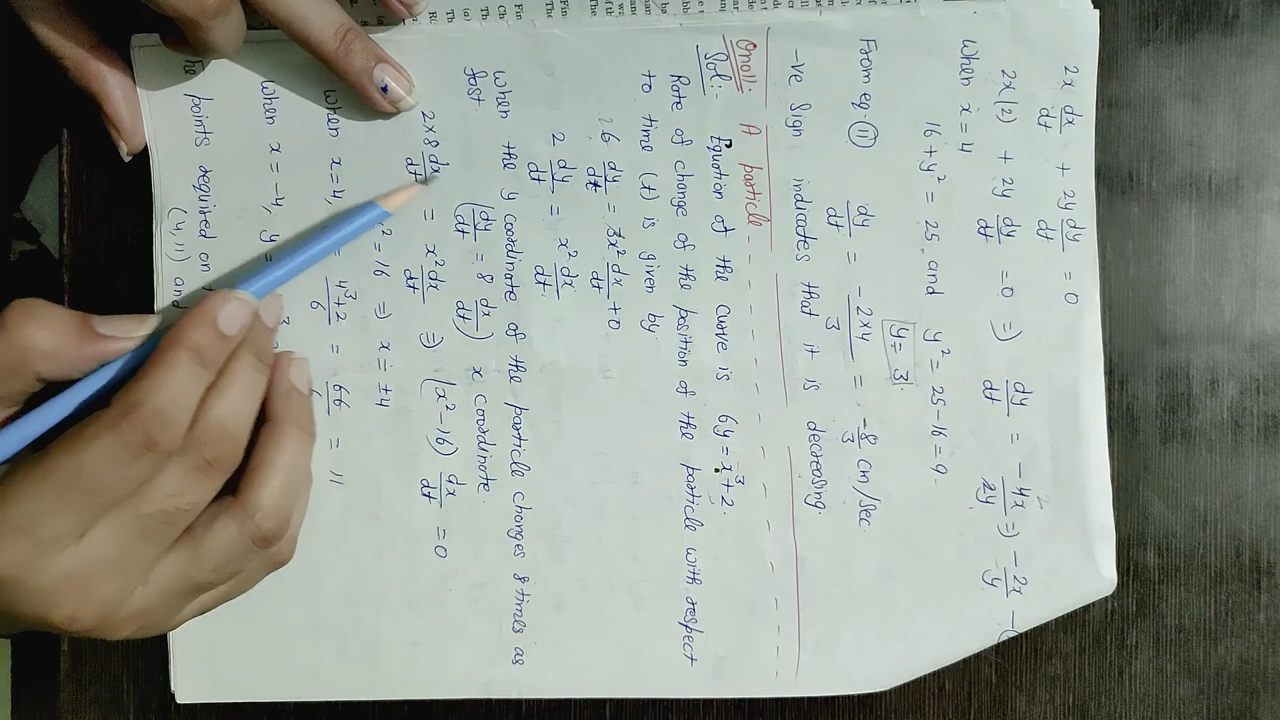 2x dx/dt + 2y dy/dt = 0
2x(2) + 2y dy/dt = 0 ⇒ dy/dt = -4x/2y ⇒ -2x/y
When x = 4
16 + y² = 25 and y² = 25 - 16 = 9.
y = 3.
From eq. ① dy/dt = -2×4/3 = -8/3 cm/sec.
-ve Sign indicates that it is decreasing.
Qno11. A particle - - - - - - - - - -
Sol:- Equation of the curve is 6y = x³ + 2.
Rate of change of the position of the particle with respect
to time (t) is given by.
6 dy/dt = 3x² dx/dt + 0.
2 dy/dt = x² dx/dt.
When the y coordinate of the particle changes 8 times as
fast. (dy/dt = 8 dx/dt) x coordinate.
2×8 dx/dt = x² dx/dt ⇒ (x² - 16) dx/dt = 0
² = 16 ⇒ x = ±4
When x = 4, = 4³+2/6 = 66/6 = 11
When x = -4, y =
points required on
(4, 11) and